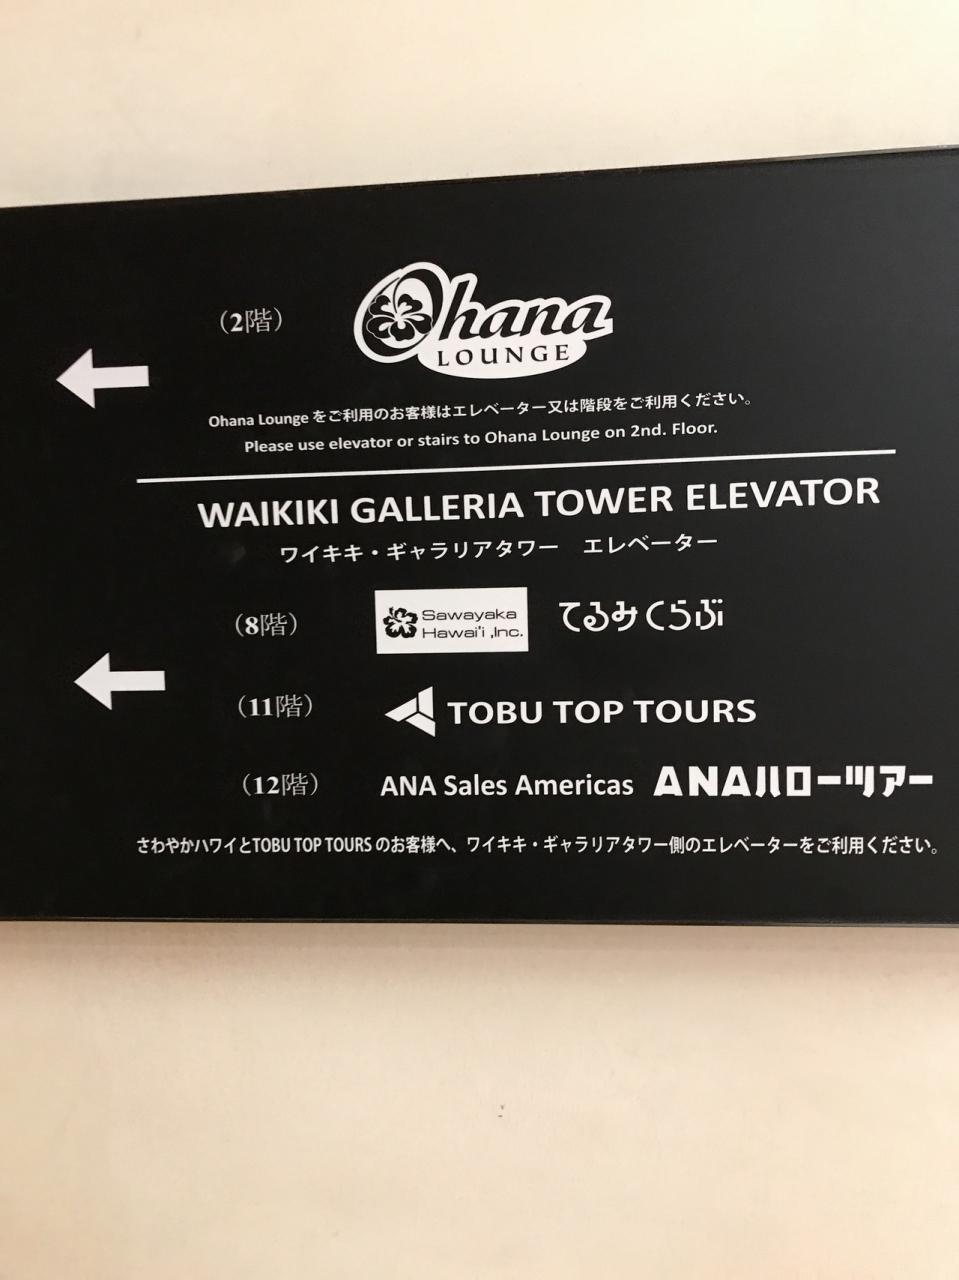 (2階)
Ohana
LOUNGE
Ohana Lounge をご利用のお客様はエレベーター又は階段をご利用ください。
Please use elevator or stairs to Ohana Lounge on 2nd. Floor.
WAIKIKI GALLERIA TOWER ELEVATOR
ワイキキ・ギャラリアタワー　エレベーター
(8階) Sawayaka Hawai'i ,Inc. てるみくらぶ
(11階) TOBU TOP TOURS
(12階) ANA Sales Americas ANAハローツアー
さわやかハワイとTOBU TOP TOURS のお客様へ、ワイキキ・ギャラリアタワー側のエレベーターをご利用ください。